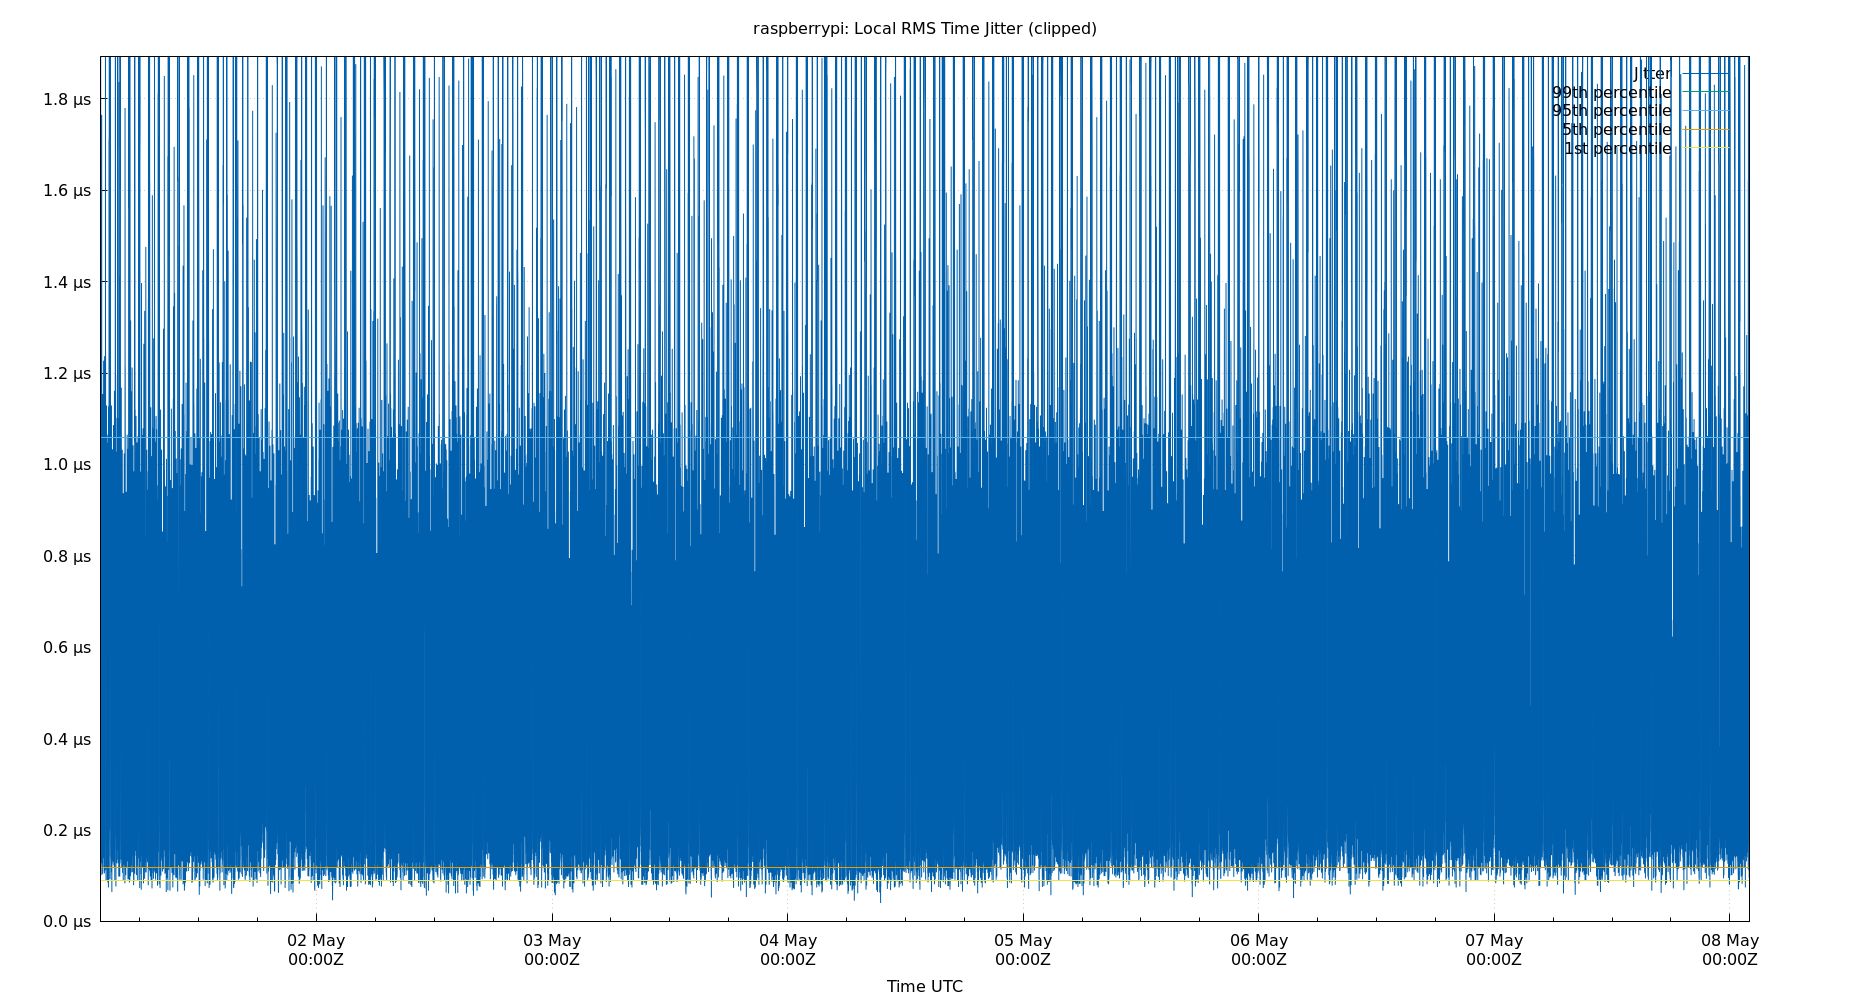 raspberrypi: Local RMS Time Jitter (clipped)
Jitter
99th percentile
95th percentile
5th percentile
1st percentile
1.8 µs
1.6 µs
1.4 µs
1.2 µs
1.0 µs
0.8 µs
0.6 µs
0.4 µs
0.2 µs
0.0 µs
02 May 03 May 04 May 05 May 06 May 07 May 08 May
00:00Z 00:00Z 00:00Z 00:00Z 00:00Z 00:00Z 00:00Z
Time UTC